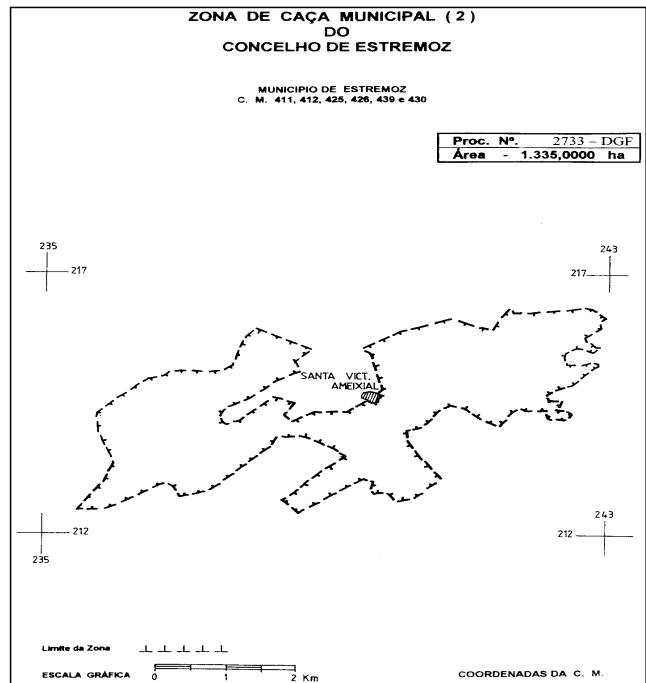 ZONA DE CAÇA MUNICIPAL ( 2 )
DO
CONCELHO DE ESTREMOZ
MUNICIPIO DE ESTREMOZ
C. M. 411, 412, 425, 426, 439 e 430
Proc. Nº. 2733 – DGF
Área - 1.335,0000 ha
235
217
243
217
SANTA VICT.
AMEIXIAL
212
235
243
212
Limite da Zona
ESCALA GRÁFICA 0 1 2 Km
COORDENADAS DA C. M.